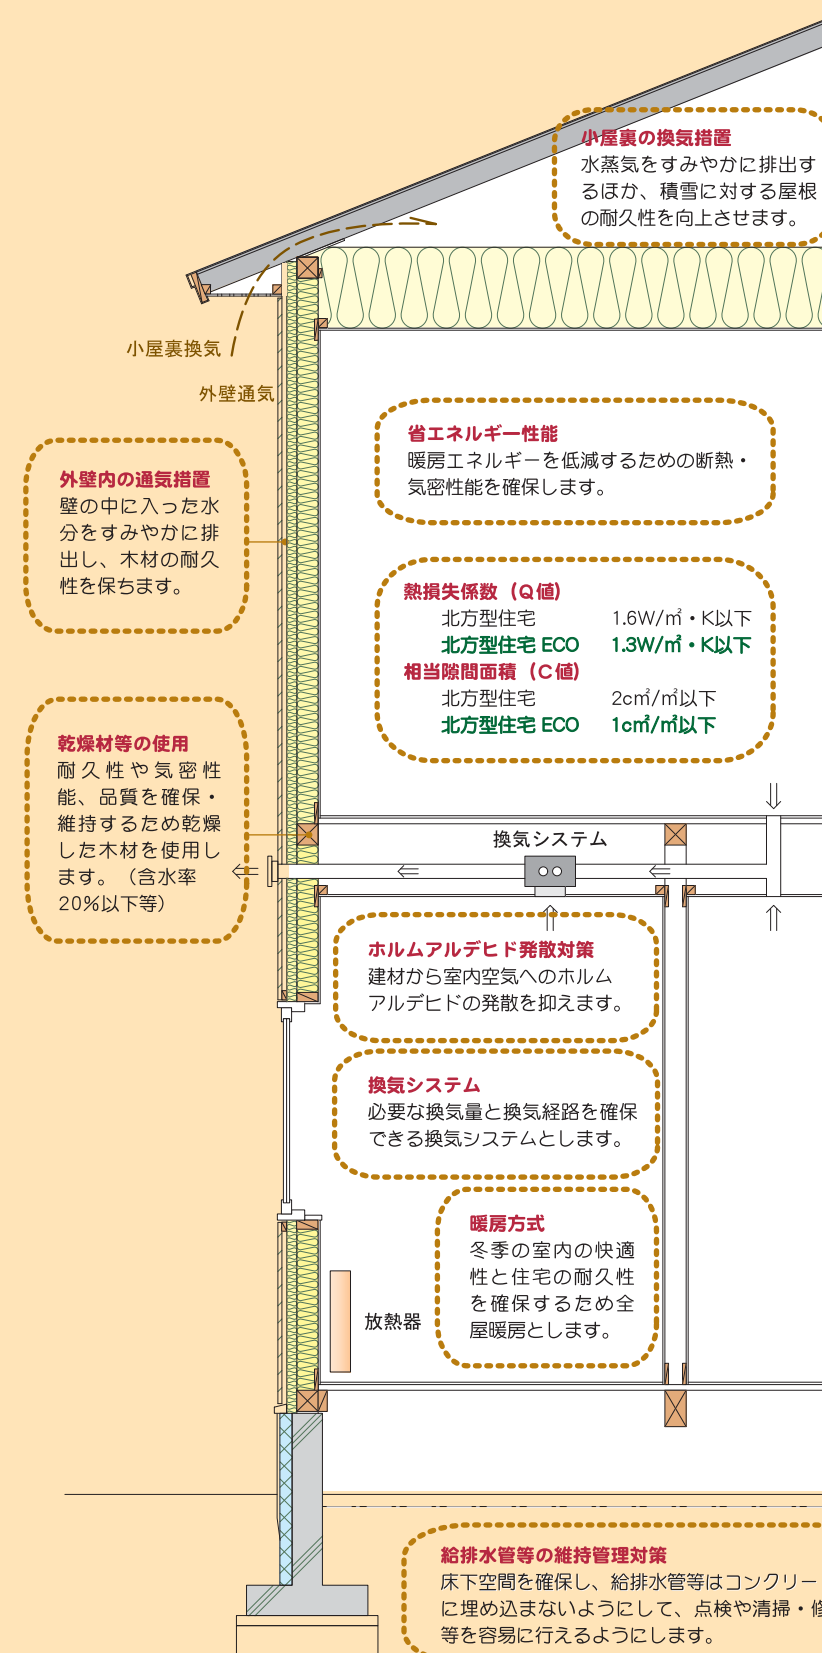 小屋裏の換気措置
水蒸気をすみやかに排出す
るほか、積雪に対する屋根
の耐久性を向上させます。
小屋裏換気
外壁通気
省エネルギー性能
暖房エネルギーを低減するための断熱・
気密性能を確保します。
外壁内の通気措置
壁の中に入った水
分をすみやかに排
出し、木材の耐久
性を保ちます。
熱損失係数（Q値）
北方型住宅 1.6W/㎡・K以下
北方型住宅 ECO 1.3W/㎡・K以下
相当隙間面積（C値）
北方型住宅 2c㎡/㎡以下
北方型住宅 ECO 1c㎡/㎡以下
乾燥材等の使用
耐久性や気密性
能、品質を確保・
維持するため乾燥
した木材を使用し
ます。（含水率
20％以下等）
換気システム
ホルムアルデヒド発散対策
建材から室内空気へのホルム
アルデヒドの発散を抑えます。
換気システム
必要な換気量と換気経路を確保
できる換気システムとします。
暖房方式
冬季の室内の快適
性と住宅の耐久性
を確保するため全
屋暖房とします。
放熱器
給排水管等の維持管理対策
床下空間を確保し、給排水管等はコンクリー
に埋め込まないようにして、点検や清掃・修
等を容易に行えるようにします。